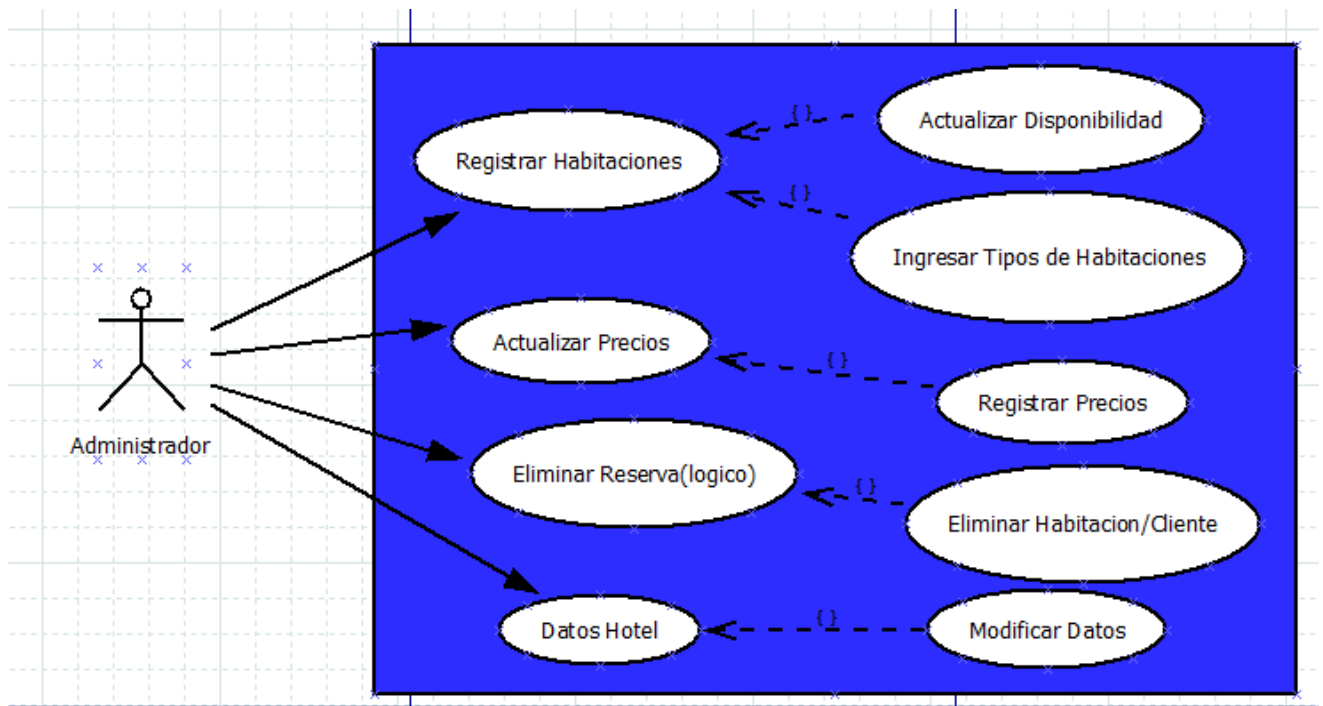 Actualizar Disponibilidad
{ }
Registrar Habitaciones
{ }
Ingresar Tipos de Habitaciones
Actualizar Precios
{ }
Registrar Precios
Administrador
Eliminar Reserva(logico)
{ }
Eliminar Habitacion/Cliente
Datos Hotel
{ }
Modificar Datos